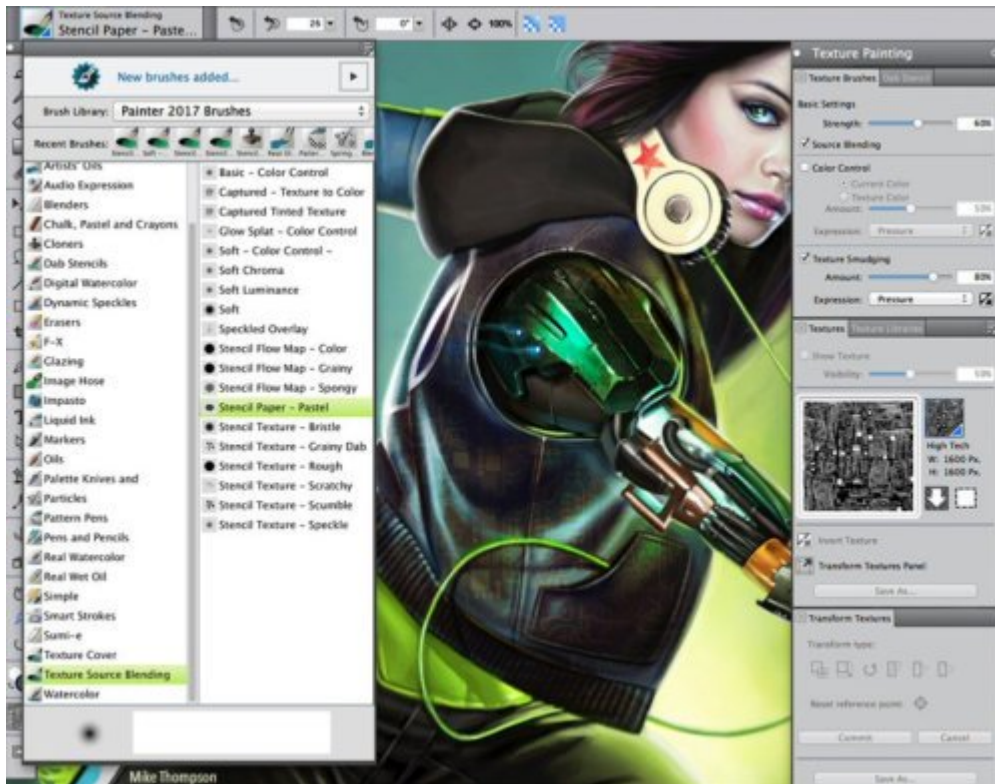 Texture Source Blending
Stencil Paper - Paste...
26
0°
100%
New brushes added...
Brush Library: Painter 2017 Brushes
Recent Brushes:
Artists' Oils
Audio Expression
Blenders
Chalk, Pastel and Crayons
Cloners
Dab Stencils
Digital Watercolor
Dynamic Speckles
Erasers
F-X
Glazing
Image Hose
Impasto
Liquid Ink
Markers
Oils
Palette Knives and
Particles
Pattern Pens
Pens and Pencils
Real Watercolor
Real Wet Oil
Simple
Smart Strokes
Sumi-e
Texture Cover
Texture Source Blending
Watercolor
Basic - Color Control
Captured - Texture to Color
Captured Tinted Texture
Glow Splat - Color Control
Soft - Color Control -
Soft Chroma
Soft Luminance
Soft
Speckled Overlay
Stencil Flow Map - Color
Stencil Flow Map - Grainy
Stencil Flow Map - Spongy
Stencil Paper - Pastel
Stencil Texture - Bristle
Stencil Texture - Grainy Dab
Stencil Texture - Rough
Stencil Texture - Scratchy
Stencil Texture - Scumble
Stencil Texture - Speckle
Mike Thompson
Texture Painting
Texture Brushes Dab Stencil
Basic Settings
Strength: 60%
Source Blending
Color Control
Current Color
Texture Color
Amount: 50%
Expression: Pressure
Texture Smudging
Amount: 80%
Expression: Pressure
Textures Texture Libraries
Show Texture
Visibility: 50%
High Tech
W: 1600 Px.
H: 1600 Px.
Invert Texture
Transform Textures Panel
Save As...
Transform Textures
Transform type:
Reset reference point:
Commit Cancel
Save As...